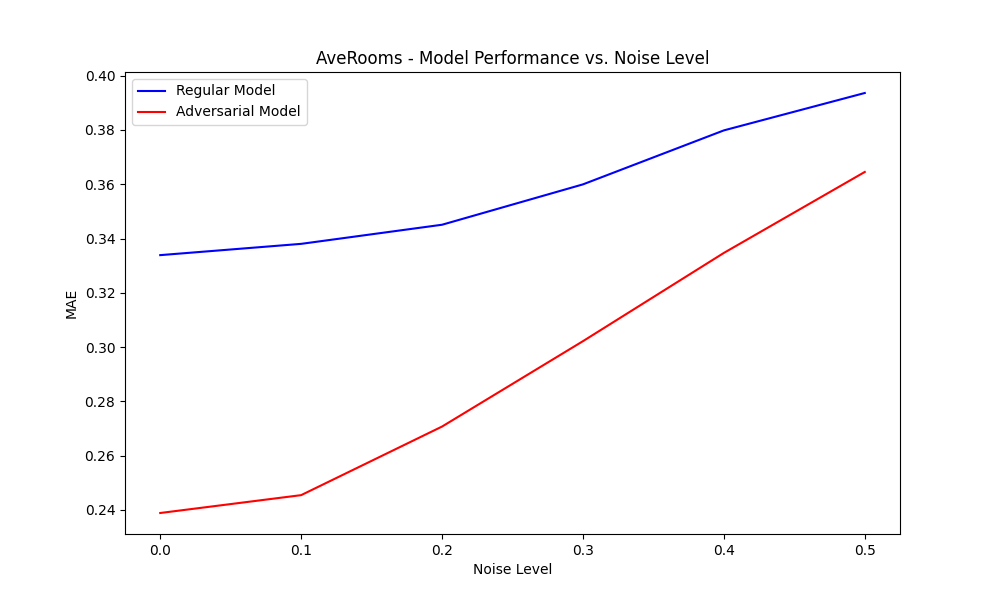 AveRooms - Model Performance vs. Noise Level
Regular Model
Adversarial Model
0.40
0.38
0.36
0.34
0.32
0.30
0.28
0.26
0.24
MAE
0.0 0.1 0.2 0.3 0.4 0.5
Noise Level